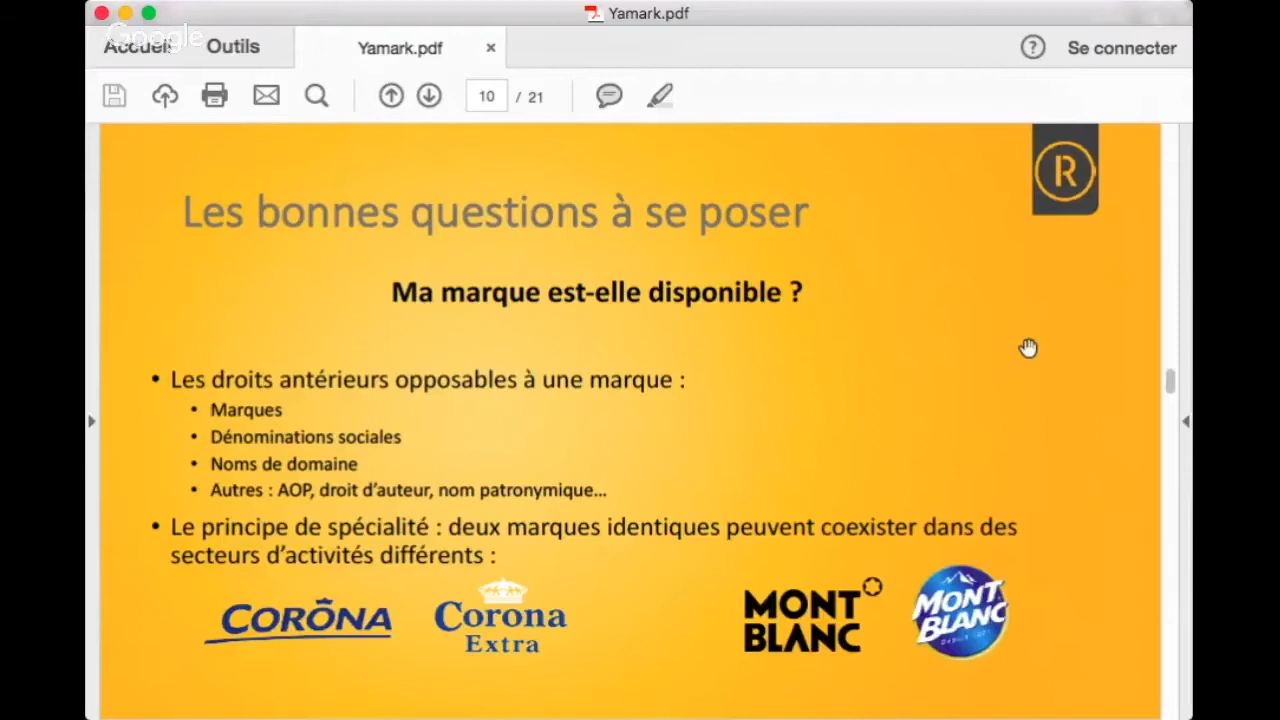 Yamark.pdf
Google
Accueil Outils Yamark.pdf × ? Se connecter
10 / 21
R
Les bonnes questions à se poser
Ma marque est-elle disponible ?
• Les droits antérieurs opposables à une marque :
• Marques
• Dénominations sociales
• Noms de domaine
• Autres : AOP, droit d’auteur, nom patronymique…
• Le principe de spécialité : deux marques identiques peuvent coexister dans des
secteurs d’activités différents :
CORONA
Corona
Extra
MONT
BLANC
MONT
BLANC